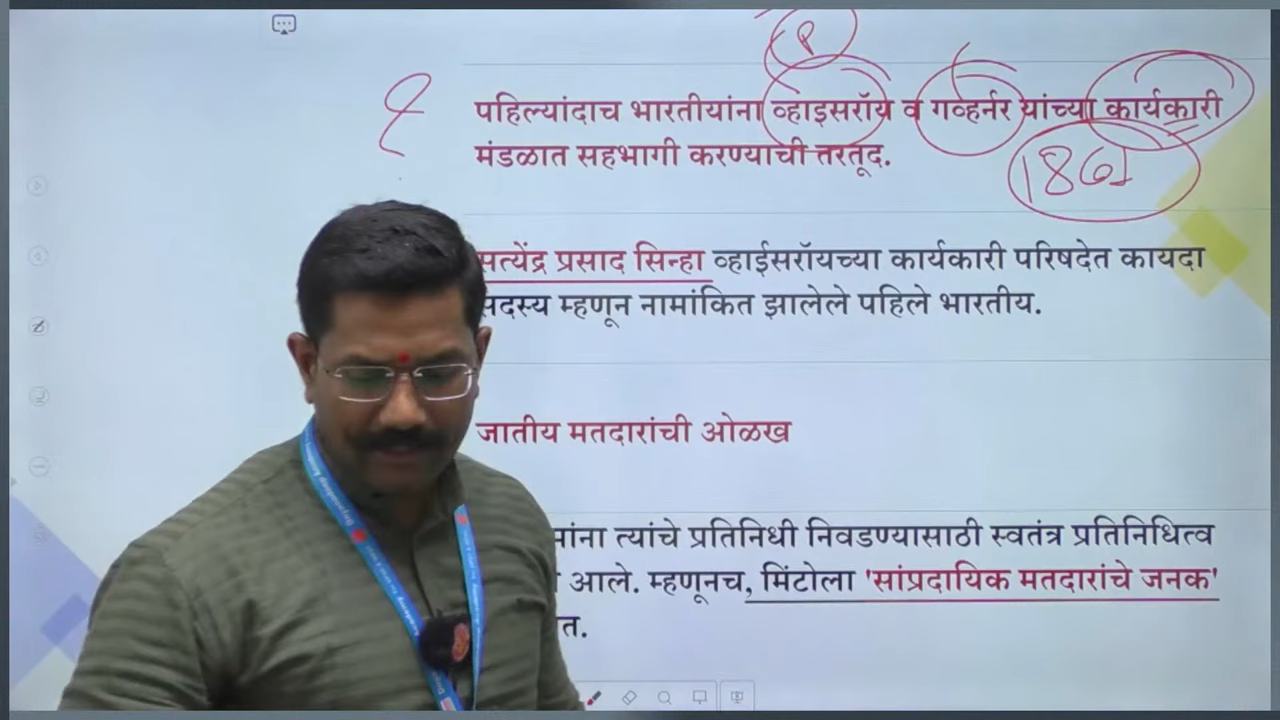 पहिल्यांदाच भारतीयांना व्हाइसरॉय व गव्हर्नर यांच्या कार्यकारी
मंडळात सहभागी करण्याची तरतूद.
1861
सत्येंद्र प्रसाद सिन्हा व्हाईसरॉयच्या कार्यकारी परिषदेत कायदा
सदस्य म्हणून नामांकित झालेले पहिले भारतीय.
जातीय मतदारांची ओळख
त्यांचे प्रतिनिधी निवडण्यासाठी स्वतंत्र प्रतिनिधित्व
आले. म्हणूनच, मिंटोला 'सांप्रदायिक मतदारांचे जनक'